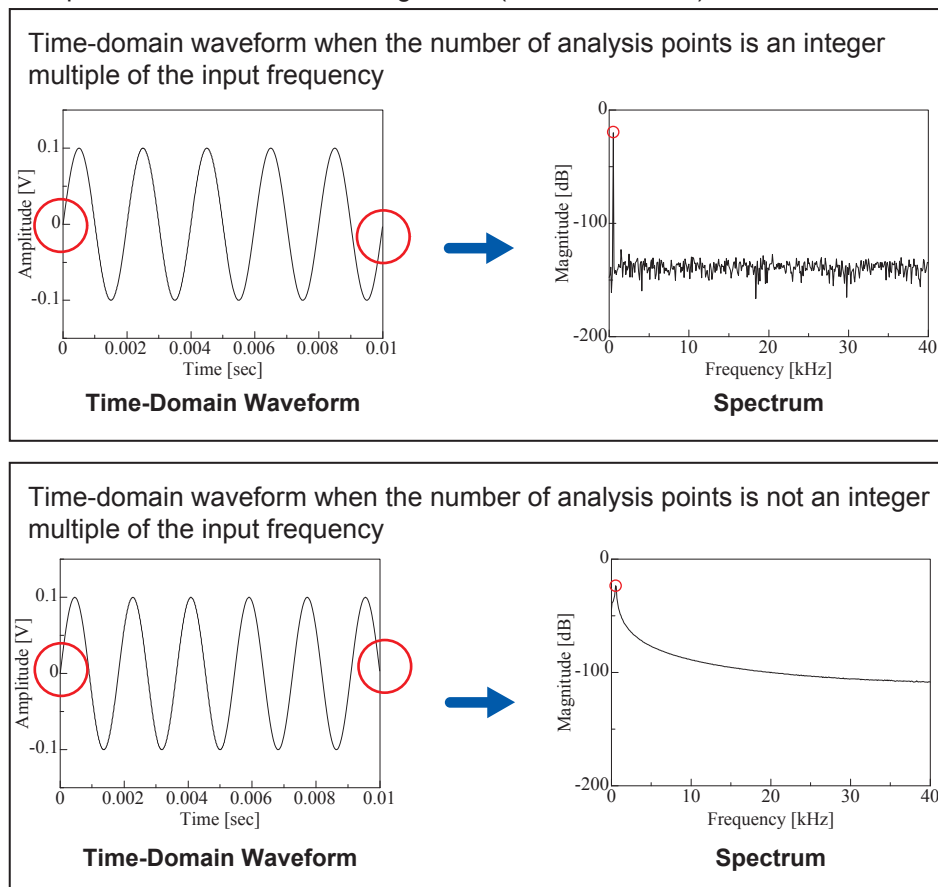 Time-domain waveform when the number of analysis points is an integer
multiple of the input frequency
Amplitude [V]
0.1
0
-0.1
0 0.002 0.004 0.006 0.008 0.01
Time [sec]
Time-Domain Waveform
Magnitude [dB]
0
-100
-200
0 10 20 30 40
Frequency [kHz]
Spectrum
Time-domain waveform when the number of analysis points is not an integer
multiple of the input frequency
Amplitude [V]
0.1
0
-0.1
0 0.002 0.004 0.006 0.008 0.01
Time [sec]
Time-Domain Waveform
Magnitude [dB]
0
-100
-200
0 10 20 30 40
Frequency [kHz]
Spectrum